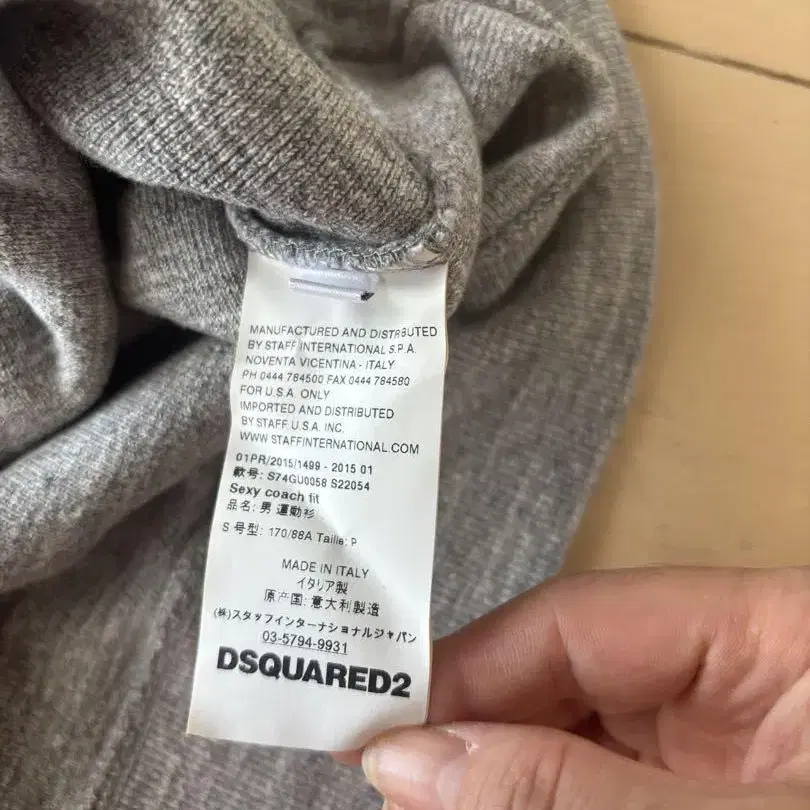 MANUFACTURED AND DISTRIBUTED
BY STAFF INTERNATIONAL S.P.A.
NOVENTA VICENTINA - ITALY
PH 0444 784500 FAX 0444 784580
FOR U.S.A. ONLY
IMPORTED AND DISTRIBUTED
BY STAFF U.S.A. INC.
WWW.STAFFINTERNATIONAL.COM
01PR/2015/1499 - 2015 01
款号: S74GU0058 S22054
Sexy coach fit
品名: 男 運動衫
S 号型: 170/88A Taille: P
MADE IN ITALY
イタリア製
原产国: 意大利製造
(株)スタッフインターナショナルジャパン
03-5794-9931
DSQUARED2